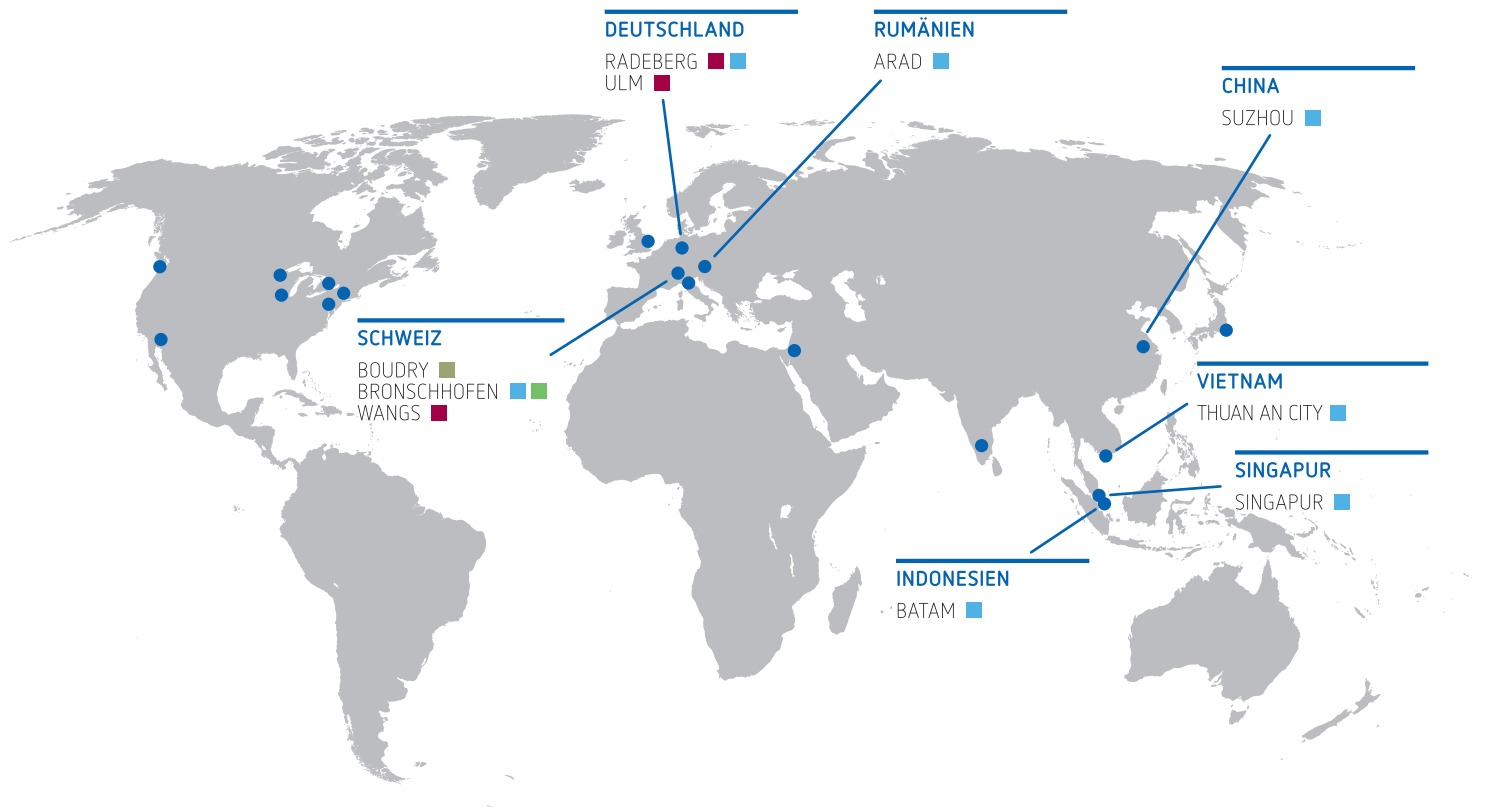 DEUTSCHLAND
RADEBERG
ULM
RUMÄNIEN
ARAD
CHINA
SUZHOU
SCHWEIZ
BOUDRY
BRONSCHHOFEN
WANGS
VIETNAM
THUAN AN CITY
SINGAPUR
SINGAPUR
INDONESIEN
BATAM